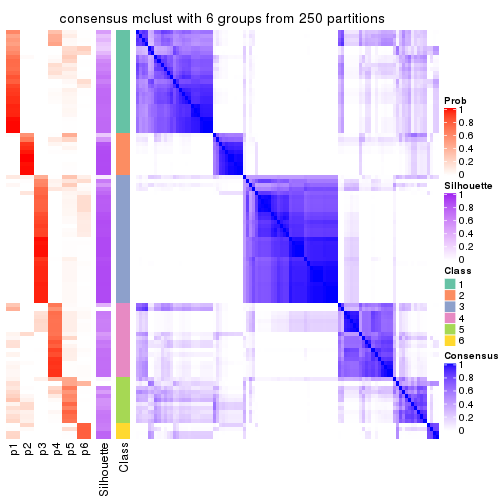 consensus mclust with 6 groups from 250 partitions
Prob
1
0.8
0.6
0.4
0.2
0
Silhouette
1
0.8
0.6
0.4
0.2
0
Class
1
2
3
4
5
6
Consensus
1
0.8
0.6
0.4
0.2
0
p1
p2
p3
p4
p5
p6
Silhouette
Class